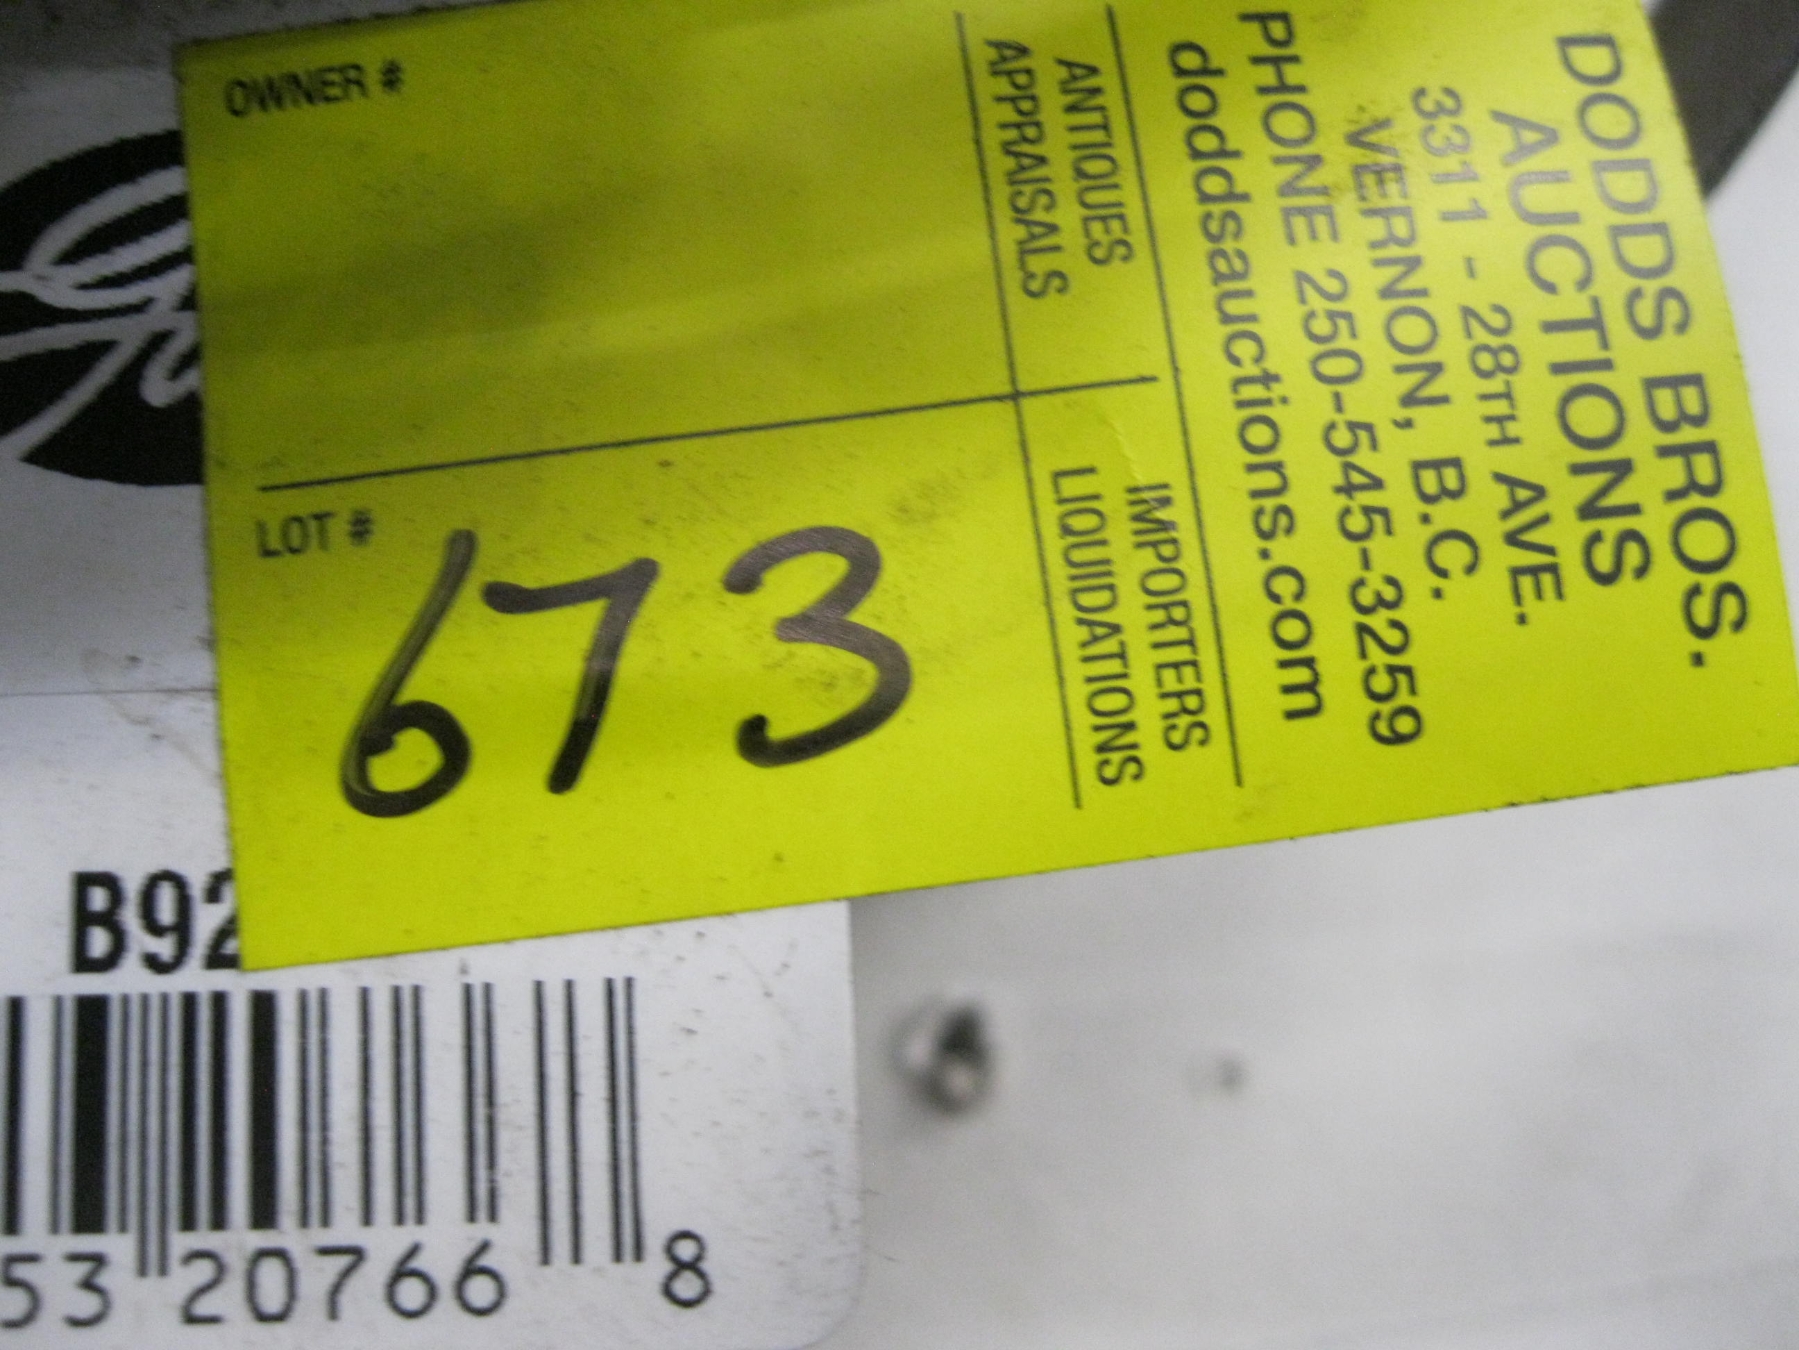 DODDS BROS.
AUCTIONS
3311 - 28TH AVE.
VERNON, B.C.
PHONE 250-545-3259
doddsauctions.com
ANTIQUES
APPRAISALS
IMPORTERS
LIQUIDATIONS
OWNER #
LOT # 673
B92
53 20766 8